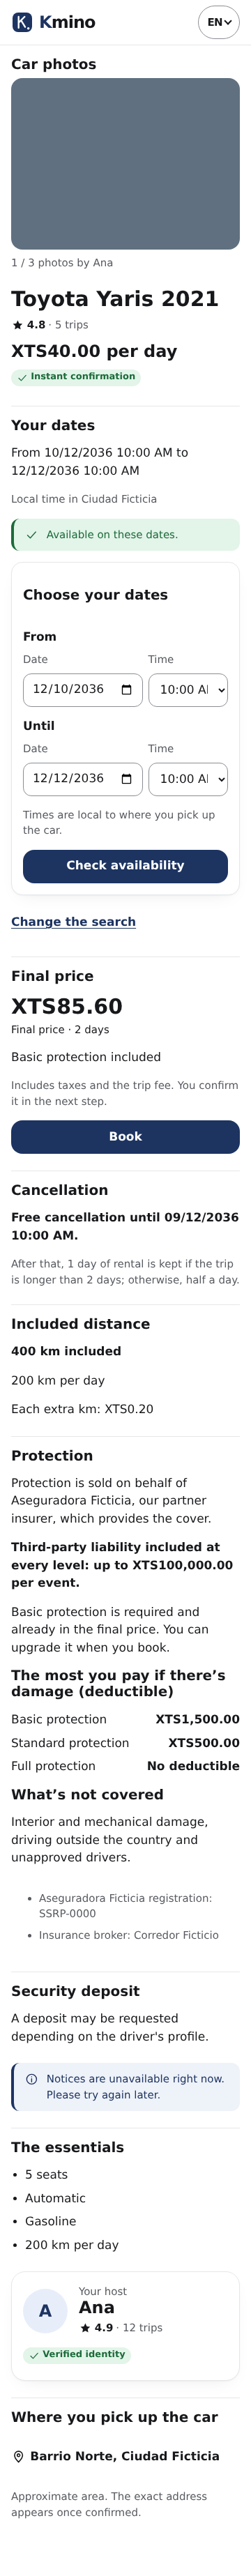 Kmino
EN
Car photos
1 / 3 photos by Ana
Toyota Yaris 2021
★ 4.8 · 5 trips
XTS40.00 per day
Instant confirmation
Your dates
From 10/12/2036 10:00 AM to
12/12/2036 10:00 AM
Local time in Ciudad Ficticia
Available on these dates.
Choose your dates
From
Date Time
12/10/2036 10:00 AM
Until
Date Time
12/12/2036 10:00 AM
Times are local to where you pick up
the car.
Check availability
Change the search
Final price
XTS85.60
Final price · 2 days
Basic protection included
Includes taxes and the trip fee. You confirm
it in the next step.
Book
Cancellation
Free cancellation until 09/12/2036
10:00 AM.
After that, 1 day of rental is kept if the trip
is longer than 2 days; otherwise, half a day.
Included distance
400 km included
200 km per day
Each extra km: XTS0.20
Protection
Protection is sold on behalf of
Aseguradora Ficticia, our partner
insurer, which provides the cover.
Third-party liability included at
every level: up to XTS100,000.00
per event.
Basic protection is required and
already in the final price. You can
upgrade it when you book.
The most you pay if there’s
damage (deductible)
Basic protection XTS1,500.00
Standard protection XTS500.00
Full protection No deductible
What’s not covered
Interior and mechanical damage,
driving outside the country and
unapproved drivers.
• Aseguradora Ficticia registration:
SSRP-0000
• Insurance broker: Corredor Ficticio
Security deposit
A deposit may be requested
depending on the driver's profile.
Notices are unavailable right now.
Please try again later.
The essentials
• 5 seats
• Automatic
• Gasoline
• 200 km per day
A
Your host
Ana
★ 4.9 · 12 trips
Verified identity
Where you pick up the car
Barrio Norte, Ciudad Ficticia
Approximate area. The exact address
appears once confirmed.